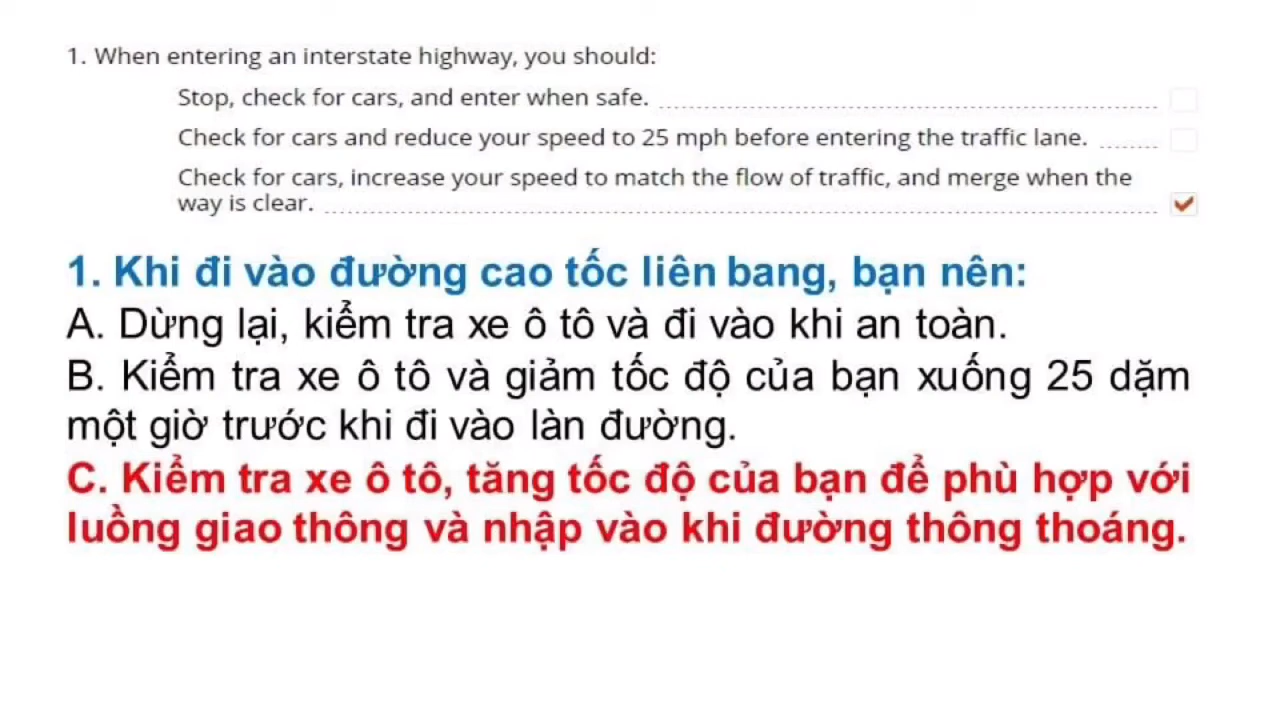 1. When entering an interstate highway, you should:
Stop, check for cars, and enter when safe.
Check for cars and reduce your speed to 25 mph before entering the traffic lane.
Check for cars, increase your speed to match the flow of traffic, and merge when the
way is clear.
1. Khi đi vào đường cao tốc liên bang, bạn nên:
A. Dừng lại, kiểm tra xe ô tô và đi vào khi an toàn.
B. Kiểm tra xe ô tô và giảm tốc độ của bạn xuống 25 dặm
một giờ trước khi đi vào làn đường.
C. Kiểm tra xe ô tô, tăng tốc độ của bạn để phù hợp với
luồng giao thông và nhập vào khi đường thông thoáng.